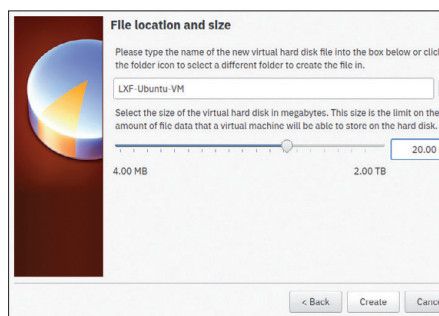 File location and size
Please type the name of the new virtual hard disk file into the box below or clic
the folder icon to select a different folder to create the file in.
LXF-Ubuntu-VM
Select the size of the virtual hard disk in megabytes. This size is the limit on the
amount of file data that a virtual machine will be able to store on the hard disk.
20.00
4.00 MB 2.00 TB
< Back Create Canc